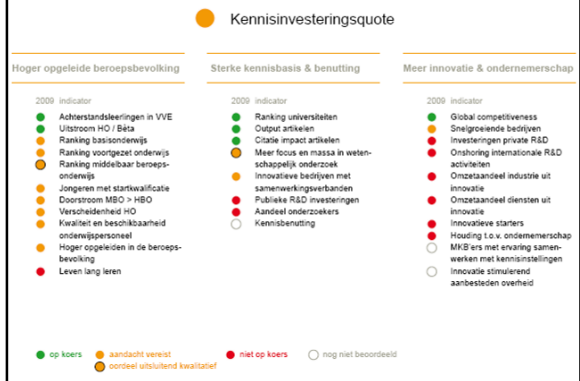 Kennisinvesteringsquote
Hoger opgeleide beroepsbevolking
2009 indicator
Achterstandsleerlingen in VVE
Uitstroom HO / Bèta
Ranking basisonderwijs
Ranking voortgezet onderwijs
Ranking middelbaar beroeps-
onderwijs
Jongeren met startkwalificatie
Doorstroom MBO > HBO
Verscheidenheid HO
Kwaliteit en beschikbaarheid
onderwijspersoneel
Hoger opgeleiden in de beroeps-
bevolking
Leven lang leren
Sterke kennisbasis & benutting
2009 indicator
Ranking universiteiten
Output artikelen
Citatie impact artikelen
Meer focus en massa in weten-
schappelijk onderzoek
Innovatieve bedrijven met
samenwerkingsverbanden
Publieke R&D investeringen
Aandeel onderzoekers
Kennisbenutting
Meer innovatie & ondernemerschap
2009 indicator
Global competitiveness
Snelgroeiende bedrijven
Investeringen private R&D
Onshoring internationale R&D
activiteiten
Omzetaandeel industrie uit
innovatie
Omzetaandeel diensten uit
innovatie
Innovatieve starters
Houding t.o.v. ondernemerschap
MKB'ers met ervaring samen-
werken met kennisinstellingen
Innovatie stimulerend
aanbesteden overheid
op koers
aandacht vereist
oordeel uitsluitend kwalitatief
niet op koers
nog niet beoordeeld